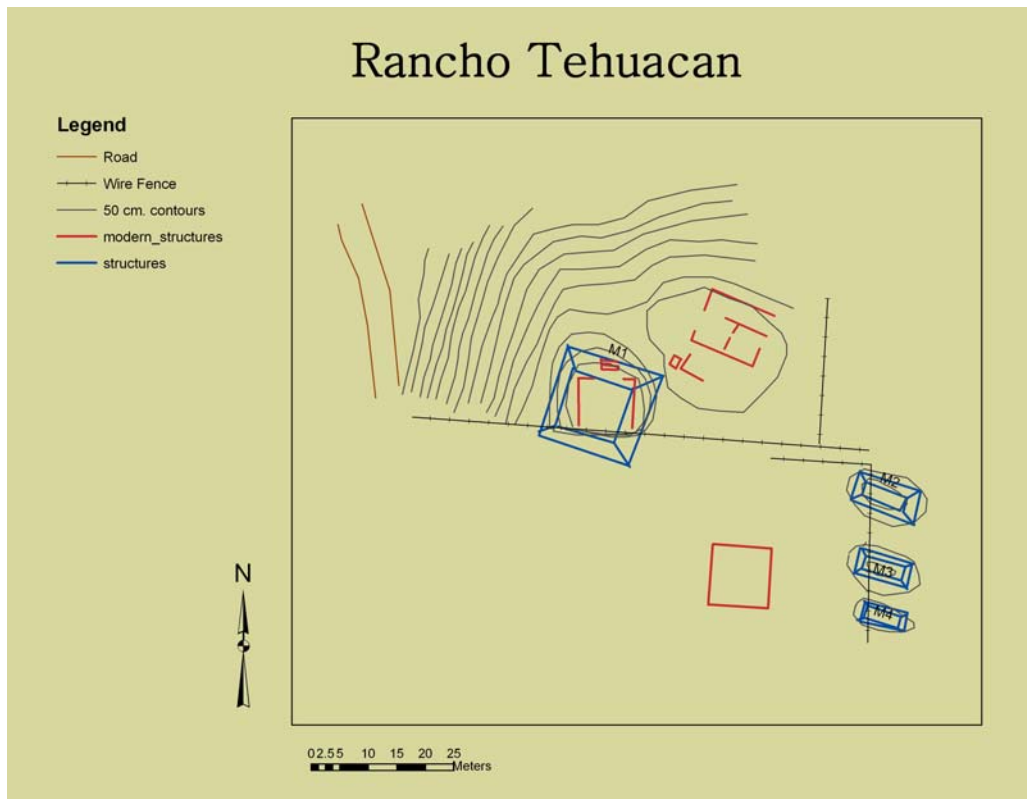 Rancho Tehuacan
Legend
Road
Wire Fence
50 cm. contours
modern_structures
structures
M1
M2
M3
M4
N
0 2.5 5 10 15 20 25
Meters